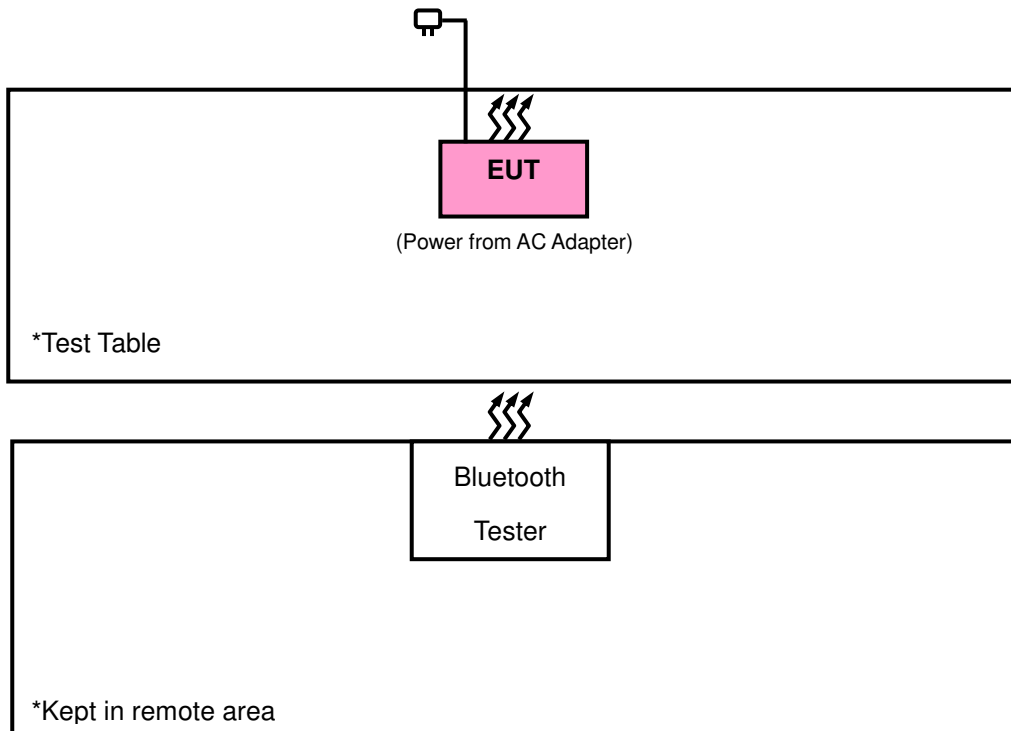 EUT
(Power from AC Adapter)
*Test Table
Bluetooth
Tester
*Kept in remote area